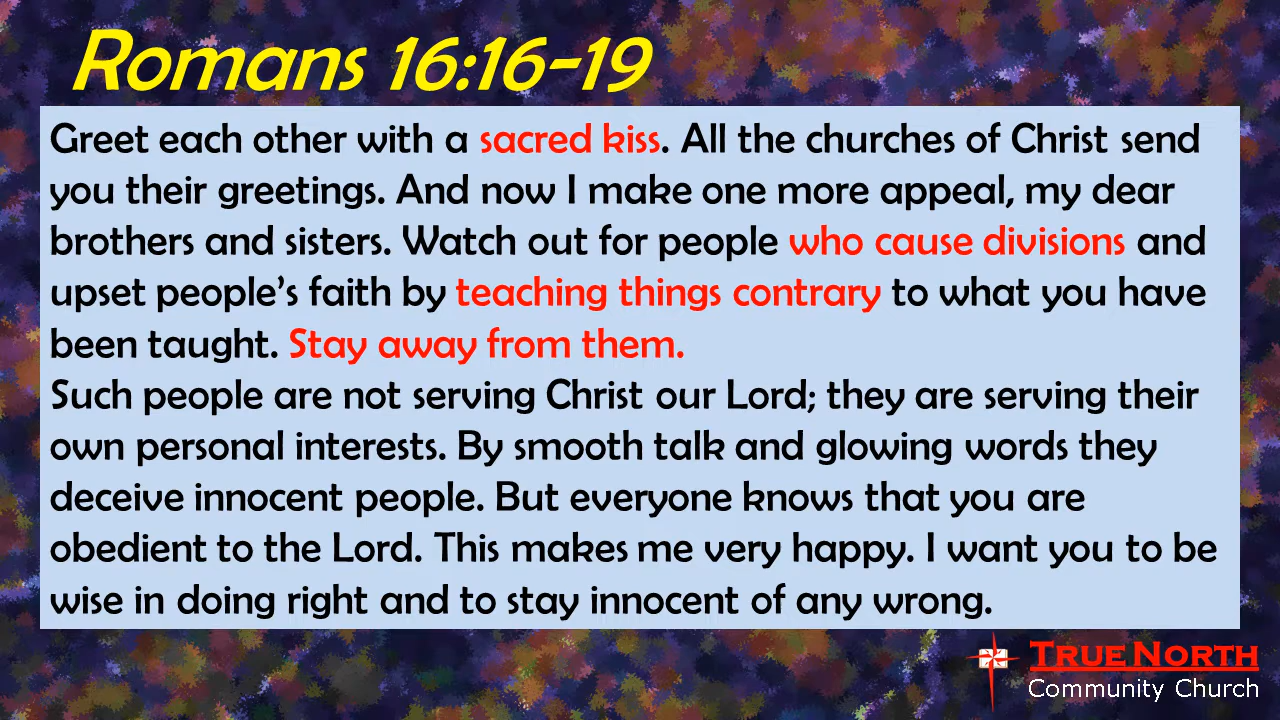 Romans 16:16-19
Greet each other with a sacred kiss. All the churches of Christ send
you their greetings. And now I make one more appeal, my dear
brothers and sisters. Watch out for people who cause divisions and
upset people’s faith by teaching things contrary to what you have
been taught. Stay away from them.
Such people are not serving Christ our Lord; they are serving their
own personal interests. By smooth talk and glowing words they
deceive innocent people. But everyone knows that you are
obedient to the Lord. This makes me very happy. I want you to be
wise in doing right and to stay innocent of any wrong.
TRUE NORTH
Community Church